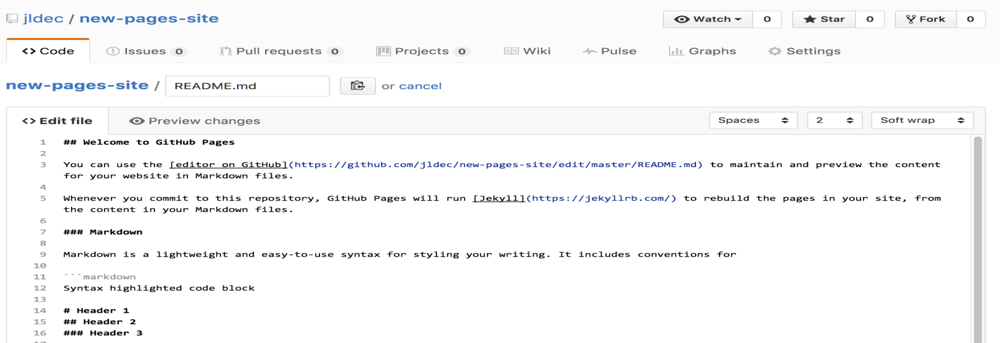 jldec / new-pages-site
Watch 0 Star 0 Fork 0
Code Issues 0 Pull requests 0 Projects 0 Wiki Pulse Graphs Settings
new-pages-site / README.md or cancel
<> Edit file Preview changes Spaces 2 Soft wrap
1 ## Welcome to GitHub Pages
2
3 You can use the [editor on GitHub](https://github.com/jldec/new-pages-site/edit/master/README.md) to maintain and preview the content
for your website in Markdown files.
4
5 Whenever you commit to this repository, GitHub Pages will run [Jekyll](https://jekyllrb.com/) to rebuild the pages in your site, from
the content in your Markdown files.
6
7 ### Markdown
8
9 Markdown is a lightweight and easy-to-use syntax for styling your writing. It includes conventions for
10
11 ```markdown
12 Syntax highlighted code block
13
14 # Header 1
15 ## Header 2
16 ### Header 3
17